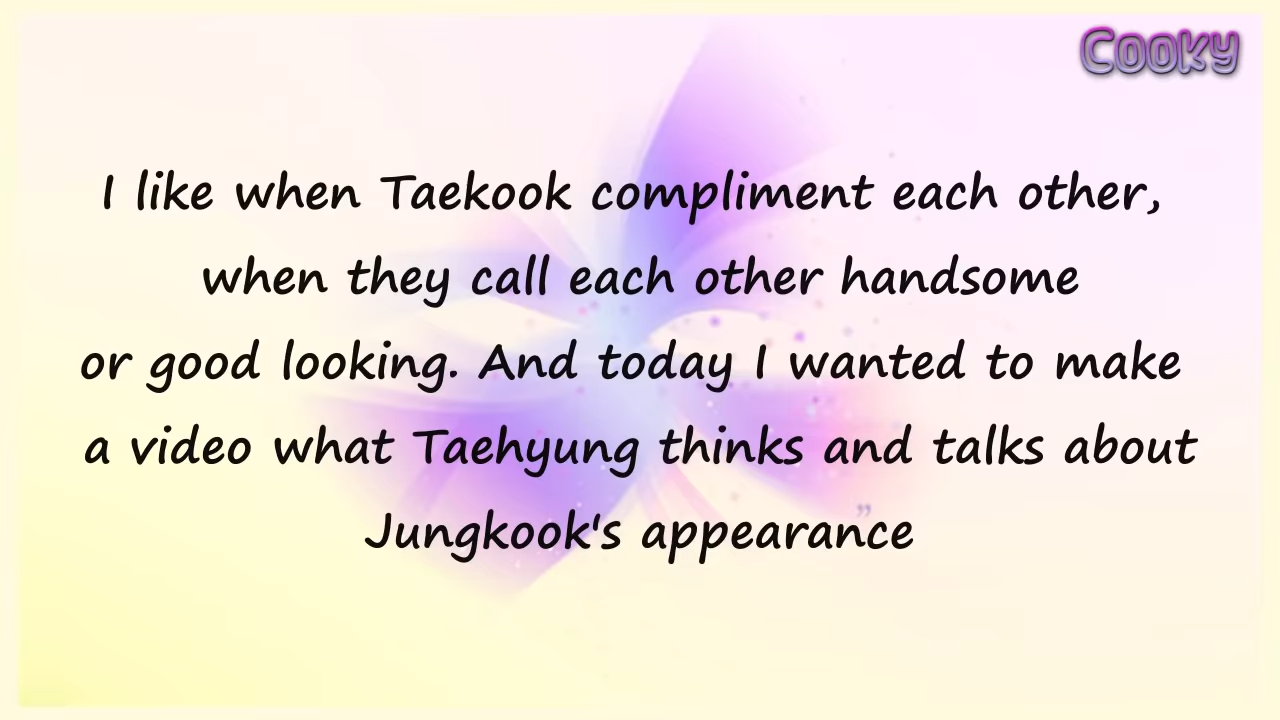 Cooky
I like when Taekook compliment each other,
when they call each other handsome
or good looking. And today I wanted to make
a video what Taehyung thinks and talks about
Jungkook's appearance